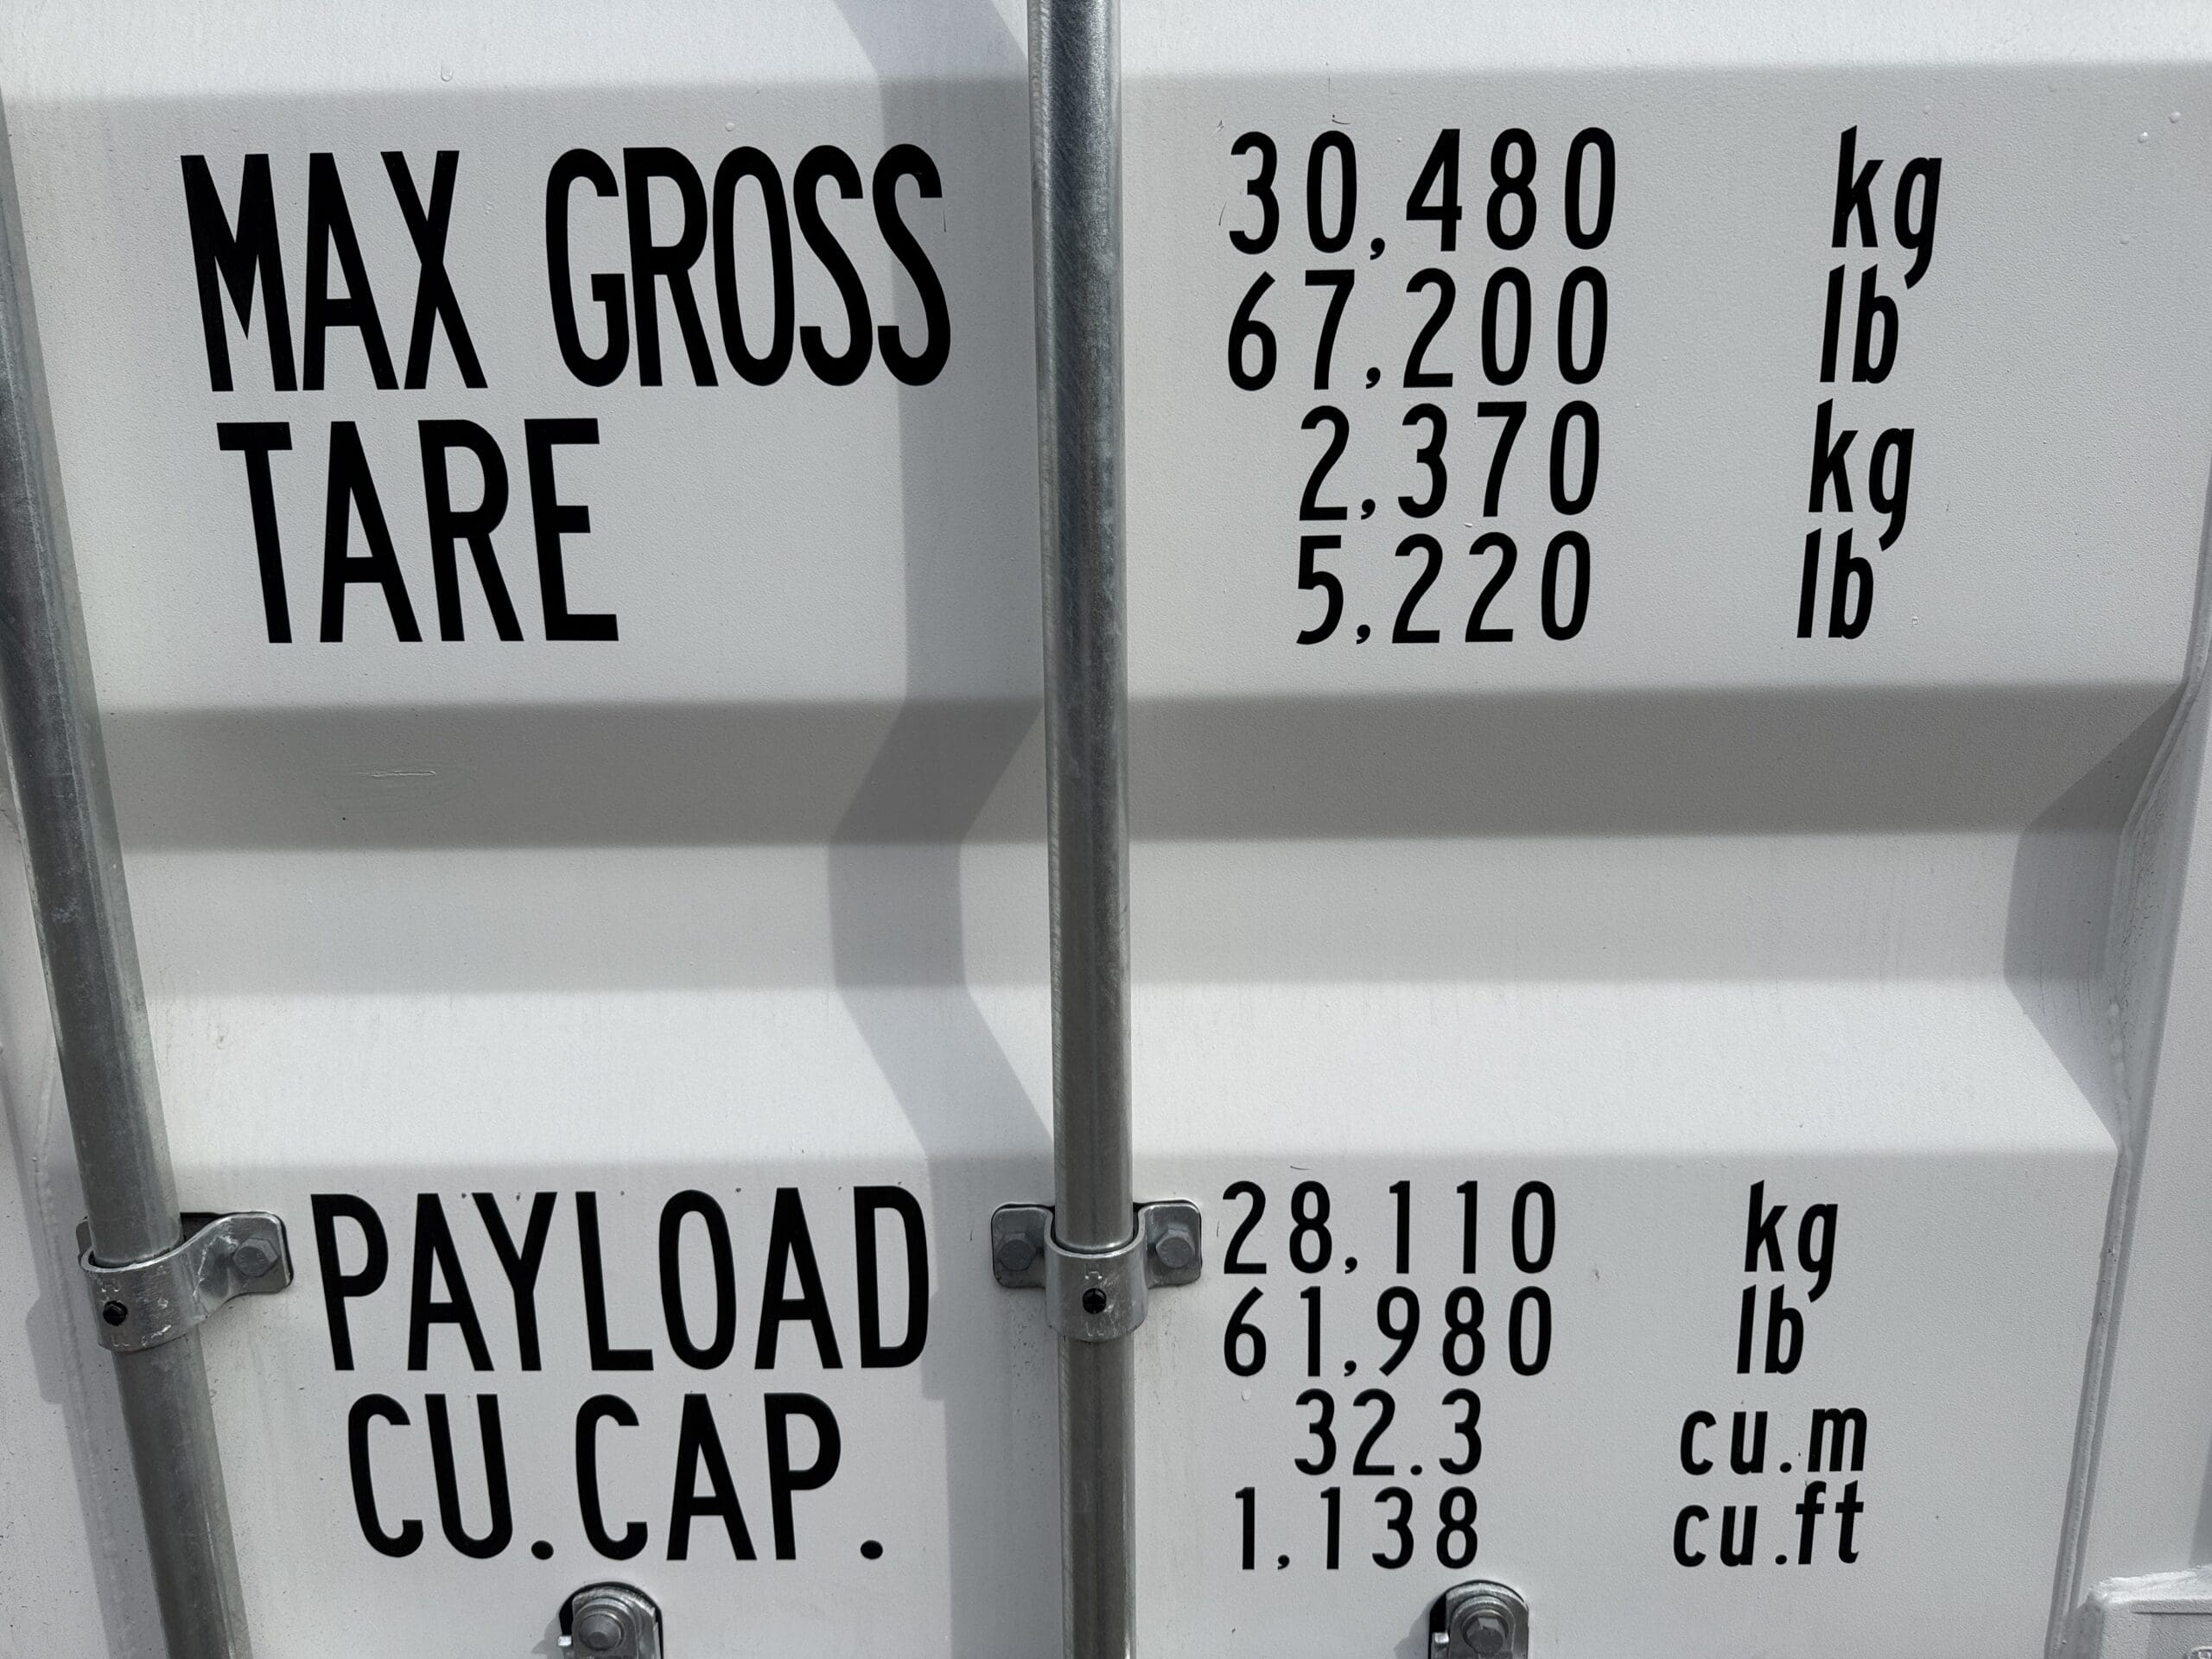 MAX GROSS 30,480 kg
67,200 lb
TARE 2,370 kg
5,220 lb
PAYLOAD 28,110 kg
61,980 lb
CU.CAP. 32.3 cu.m
1,138 cu.ft